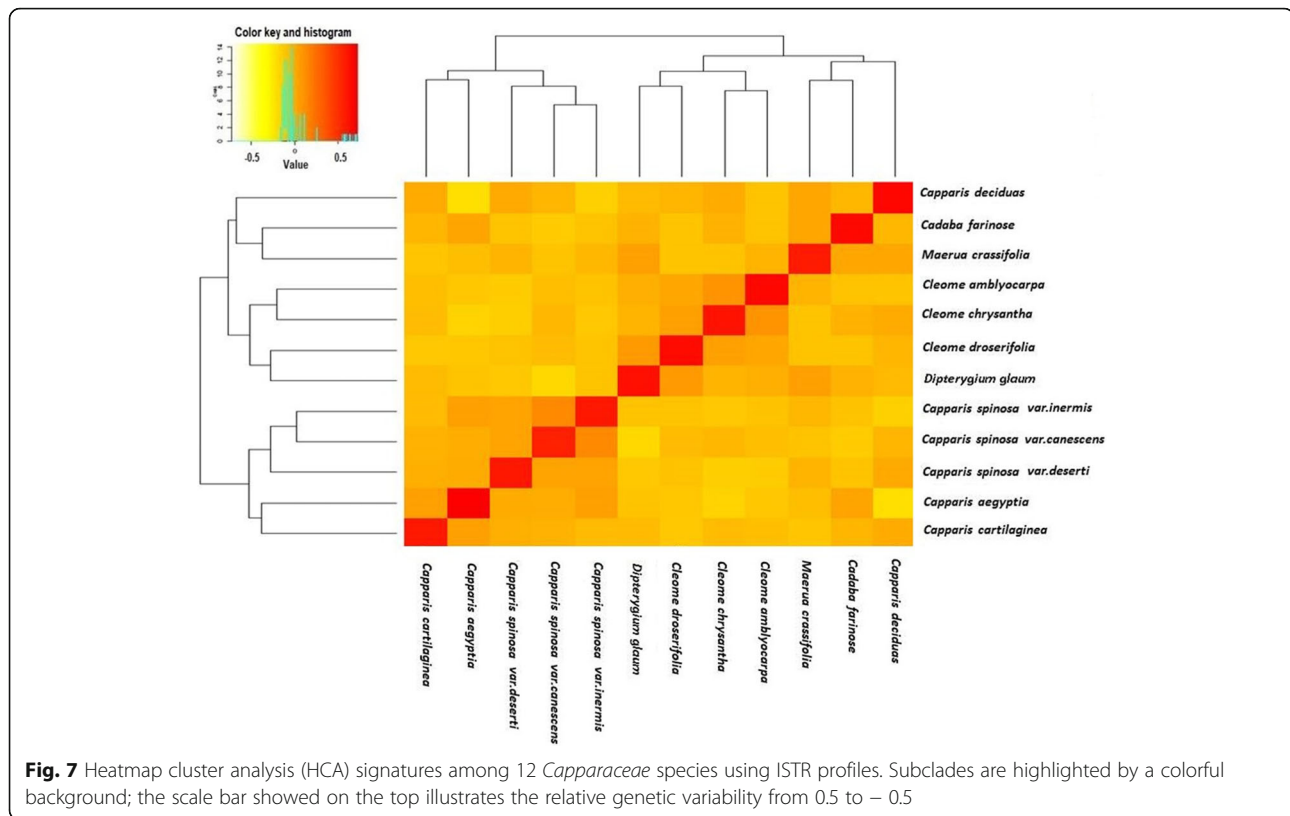 Color key and histogram
14
12
10
8
6
4
2
0
-0.5
0
0.5
Value
Capparis deciduas
Cadaba farinose
Maerua crassifolia
Cleome amblyocarpa
Cleome chrysantha
Cleome droserifolia
Dipterygium glaum
Capparis spinosa var.inermis
Capparis spinosa var.canescens
Capparis spinosa var.deserti
Capparis aegyptia
Capparis cartilaginea
Capparis cartilaginea
Capparis aegyptia
Capparis spinosa var.deserti
Capparis spinosa var.canescens
Capparis spinosa var.inermis
Dipterygium glaum
Cleome droserifolia
Cleome chrysantha
Cleome amblyocarpa
Maerua crassifolia
Cadaba farinose
Capparis deciduas
Fig. 7 Heatmap cluster analysis (HCA) signatures among 12 Capparaceae species using ISTR profiles. Subclades are highlighted by a colorful
background; the scale bar showed on the top illustrates the relative genetic variability from 0.5 to − 0.5